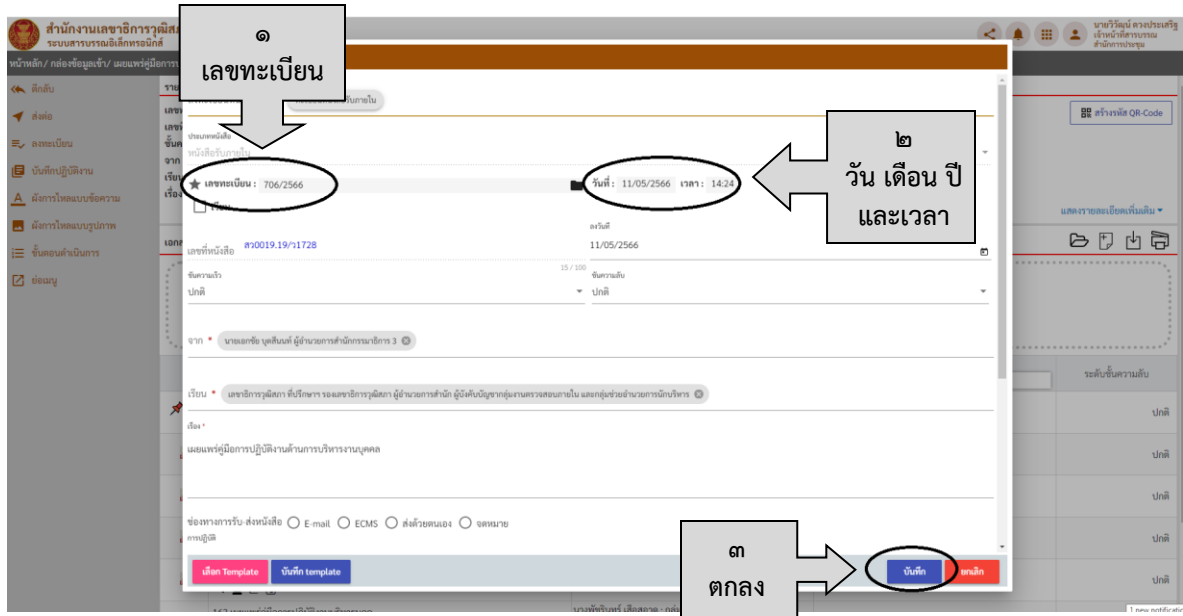 สำนักงานเลขาธิการวุฒิสภา
ระบบสารบรรณอิเล็กทรอนิกส์
นายวิวัฒน์ ดวงประเสริฐ
เจ้าหน้าที่สารบรรณ
สำนักการประชุม
หน้าหลัก/ กล่องข้อมูลเข้า/ เผยแพร่คู่มือการ
๑
เลขทะเบียน
ตีกลับ
ส่งต่อ
ลงทะเบียน
บันทึกปฏิบัติงาน
ผังการไหลแบบข้อความ
ผังการไหลแบบรูปภาพ
ขั้นตอนดำเนินการ
ย่อเมนู
สร้างรหัส QR-Code
แสดงรายละเอียดเพิ่มเติม
ประเภทหนังสือ
หนังสือรับภายใน
๒
วัน เดือน ปี
และเวลา
เลขทะเบียน : 706/2566
วันที่ : 11/05/2566 เวลา : 14:24
เวียน
ลงวันที่
เลขที่หนังสือ สว0019.19/ว1728
11/05/2566
15 / 100
ชั้นความเร็ว
ปกติ
ชั้นความลับ
ปกติ
จาก * นายเอกชัย บุดสีนนท์ ผู้อำนวยการสำนักกรรมาธิการ 3
เรียน * เลขาธิการวุฒิสภา ที่ปรึกษาฯ รองเลขาธิการวุฒิสภา ผู้อำนวยการสำนัก ผู้บังคับบัญชากลุ่มงานตรวจสอบภายใน และกลุ่มช่วยอำนวยการนักบริหาร
เรื่อง *
เผยแพร่คู่มือการปฏิบัติงานด้านการบริหารงานบุคคล
ช่องทางการรับ-ส่งหนังสือ E-mail ECMS ส่งด้วยตนเอง จดหมาย
การปฏิบัติ
เลือก Template
บันทึก template
๓
ตกลง
บันทึก
ยกเลิก
ระดับชั้นความลับ
ปกติ
ปกติ
ปกติ
ปกติ
ปกติ
1 new notificatio